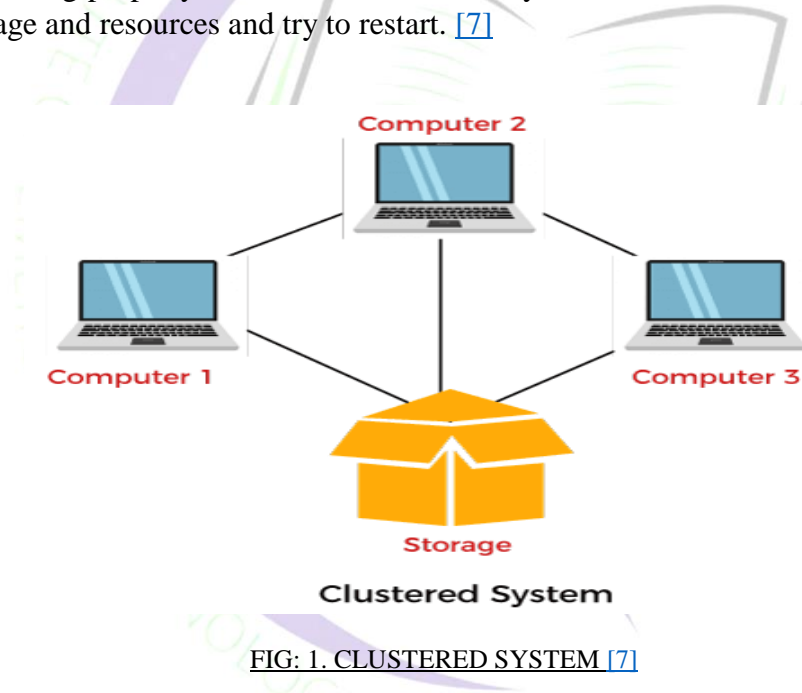 age and resources and try to restart. [7]
Computer 2
Computer 1
Computer 3
Storage
Clustered System
FIG: 1. CLUSTERED SYSTEM [7]